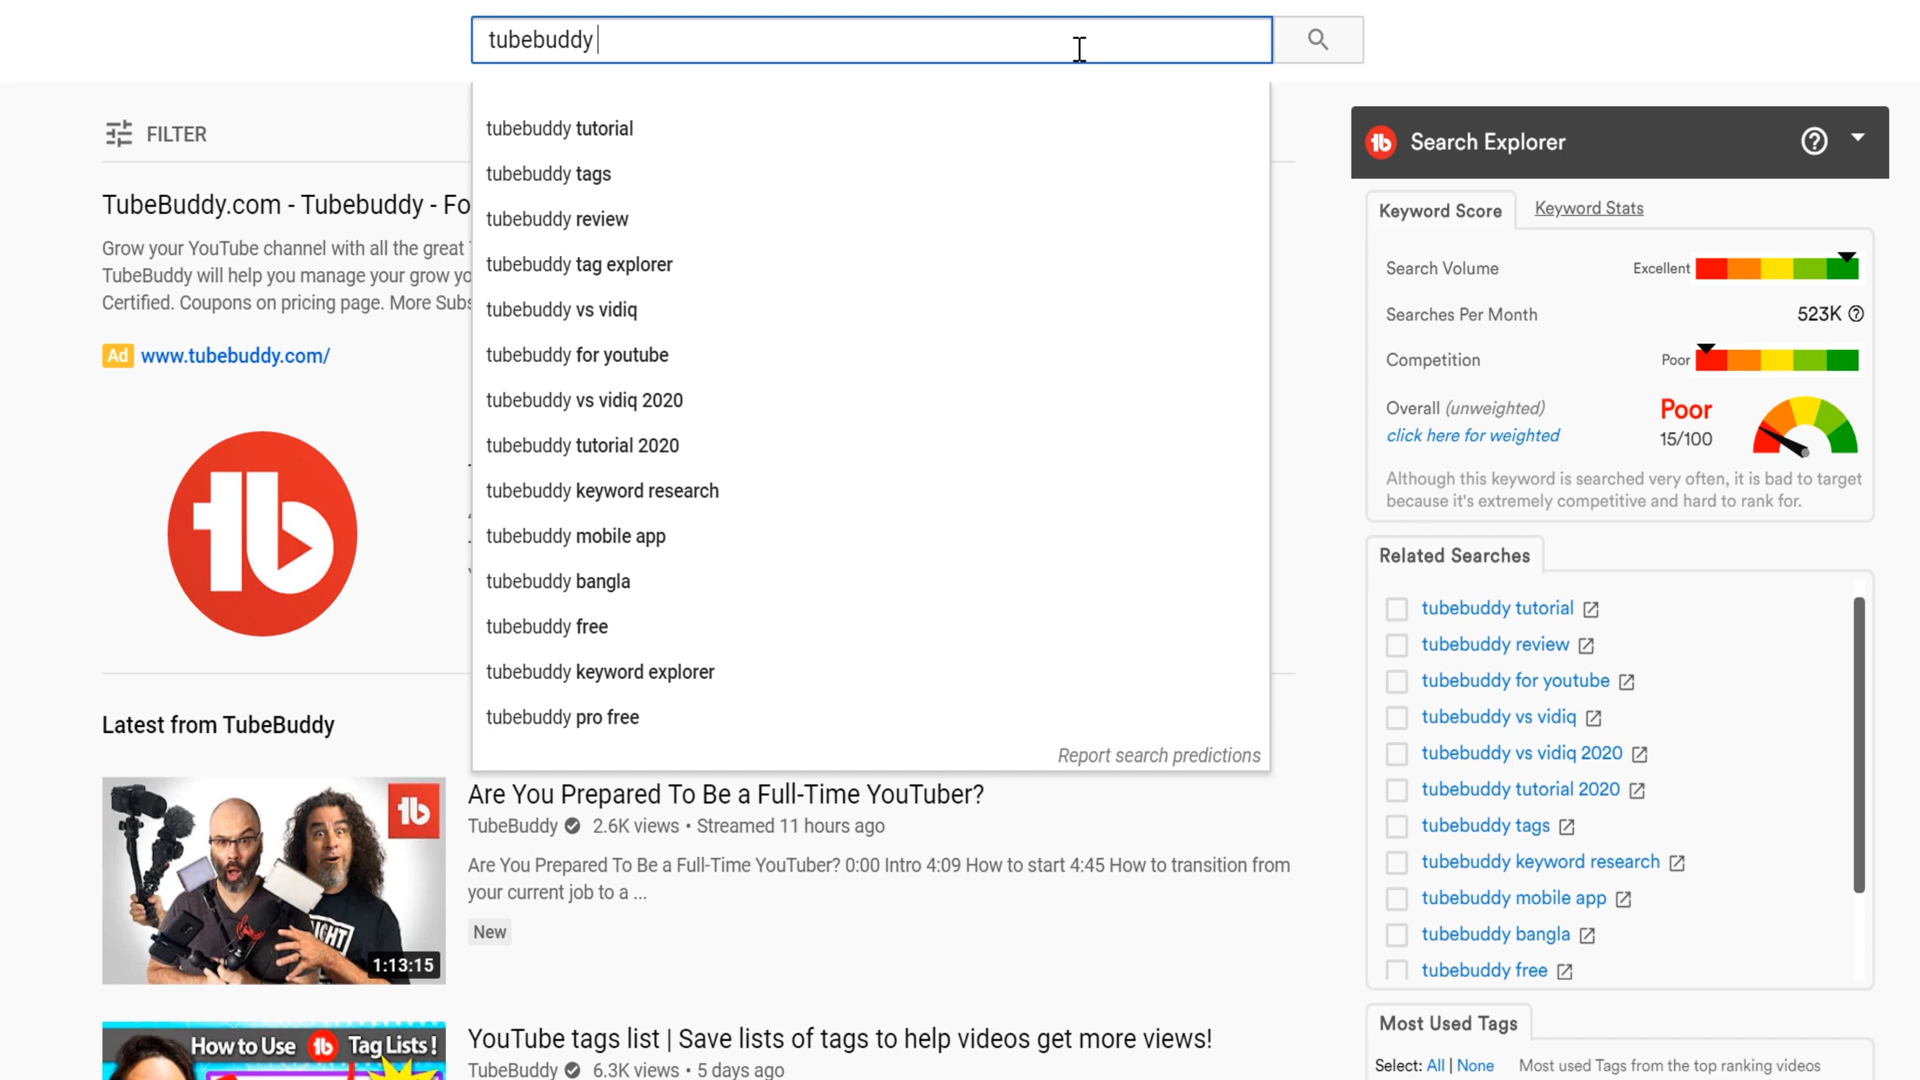 tubebuddy
tubebuddy tutorial
tubebuddy tags
tubebuddy review
tubebuddy tag explorer
tubebuddy vs vidiq
tubebuddy for youtube
tubebuddy vs vidiq 2020
tubebuddy tutorial 2020
tubebuddy keyword research
tubebuddy mobile app
tubebuddy bangla
tubebuddy free
tubebuddy keyword explorer
tubebuddy pro free
Report search predictions
FILTER
TubeBuddy.com - Tubebuddy - Fo
Grow your YouTube channel with all the great
TubeBuddy will help you manage your grow yo
Certified. Coupons on pricing page. More Subs
Ad www.tubebuddy.com/
Latest from TubeBuddy
1:13:15
Are You Prepared To Be a Full-Time YouTuber?
TubeBuddy 2.6K views • Streamed 11 hours ago
Are You Prepared To Be a Full-Time YouTuber? 0:00 Intro 4:09 How to start 4:45 How to transition from
your current job to a ...
New
How to Use tb Tag Lists!
YouTube tags list | Save lists of tags to help videos get more views!
TubeBuddy 6.3K views • 5 days ago
tb Search Explorer
Keyword Score Keyword Stats
Search Volume Excellent
Searches Per Month 523K
Competition Poor
Overall (unweighted) Poor
click here for weighted 15/100
Although this keyword is searched very often, it is bad to target
because it's extremely competitive and hard to rank for.
Related Searches
tubebuddy tutorial
tubebuddy review
tubebuddy for youtube
tubebuddy vs vidiq
tubebuddy vs vidiq 2020
tubebuddy tutorial 2020
tubebuddy tags
tubebuddy keyword research
tubebuddy mobile app
tubebuddy bangla
tubebuddy free
Most Used Tags
Select: All | None Most used Tags from the top ranking videos